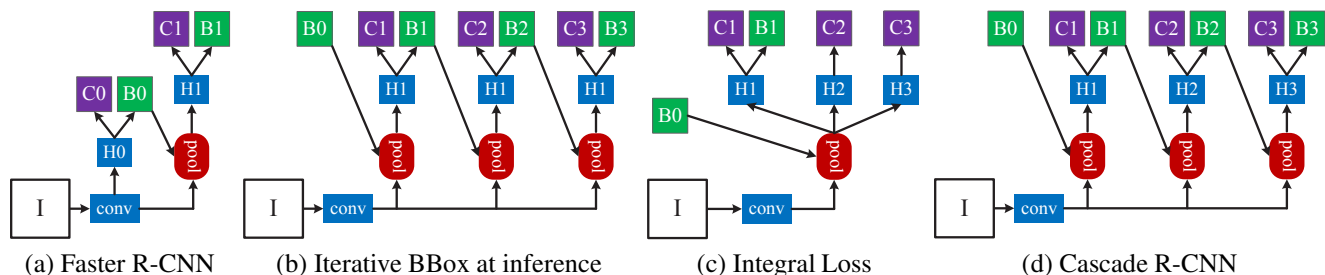 C1 B1
C0 B0
H1
H0
pool
I
conv
(a) Faster R-CNN
B0 C1 B1 C2 B2 C3 B3
H1 H1 H1
pool pool pool
I
conv
(b) Iterative BBox at inference
C1 B1 C2 C3
H1 H2 H3
B0
pool
I
conv
(c) Integral Loss
B0 C1 B1 C2 B2 C3 B3
H1 H2 H3
pool pool pool
I
conv
(d) Cascade R-CNN